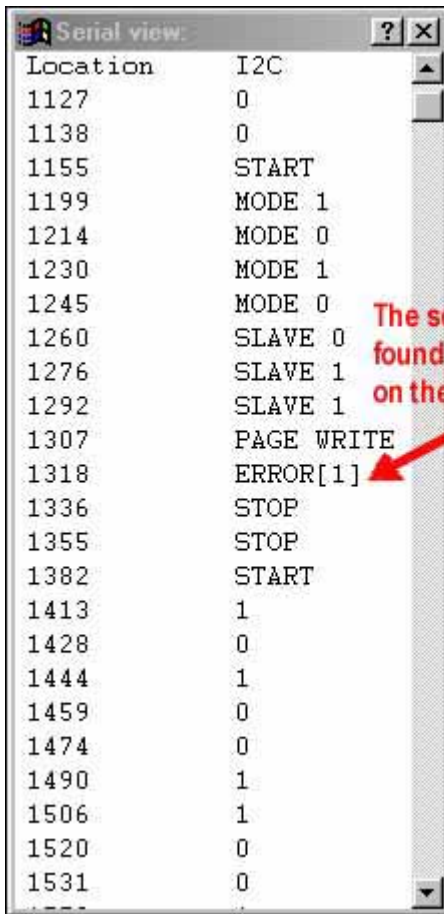 Serial view:
Location I2C
1127 0
1138 0
1155 START
1199 MODE 1
1214 MODE 0
1230 MODE 1
1245 MODE 0
The
1260 SLAVE 0
found
1276 SLAVE 1
on the
1292 SLAVE 1
1307 PAGE WRITE
1318 ERROR[1]
1336 STOP
1355 STOP
1382 START
1413 1
1428 0
1444 1
1459 0
1474 0
1490 1
1506 1
1520 0
1531 0